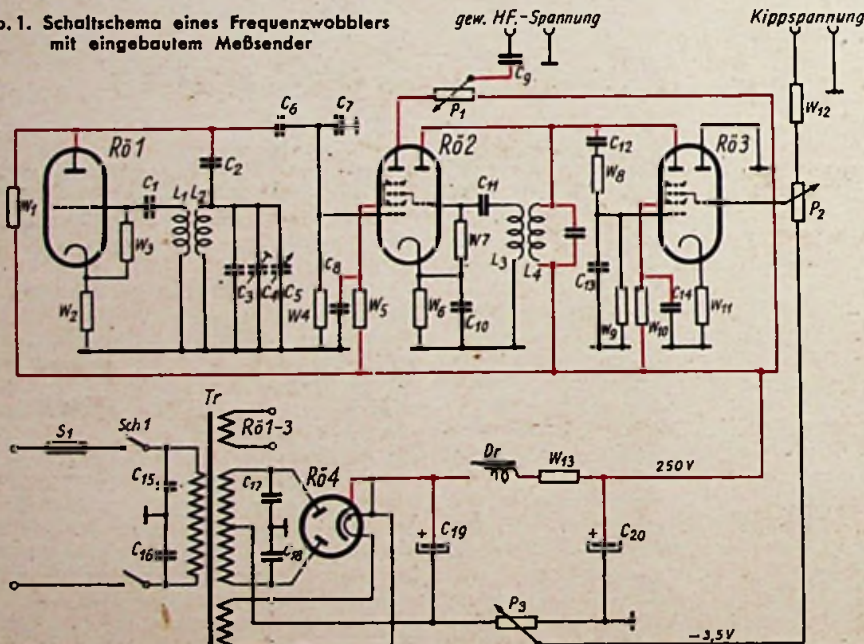 b. 1. Schaltschema eines Frequenzwobblers
mit eingebautem Meßsender
gew. HF.-Spannung
Kippspannung
C9
P1
C6
C7
W12
Rö1
C2
Rö2
C12
Rö3
W8
W1
C1
L1
L2
C11
P2
W3
W7
L3
L4
W2
C3
C4
C5
C8
W4
W5
W6
C10
C13
W9
W10
C14
W11
Tr
S1
Sch1
Rö1-3
C15
C17
Rö4
Dr
W13
250V
C16
C18
+
C19
+
C20
P3
−3,5V